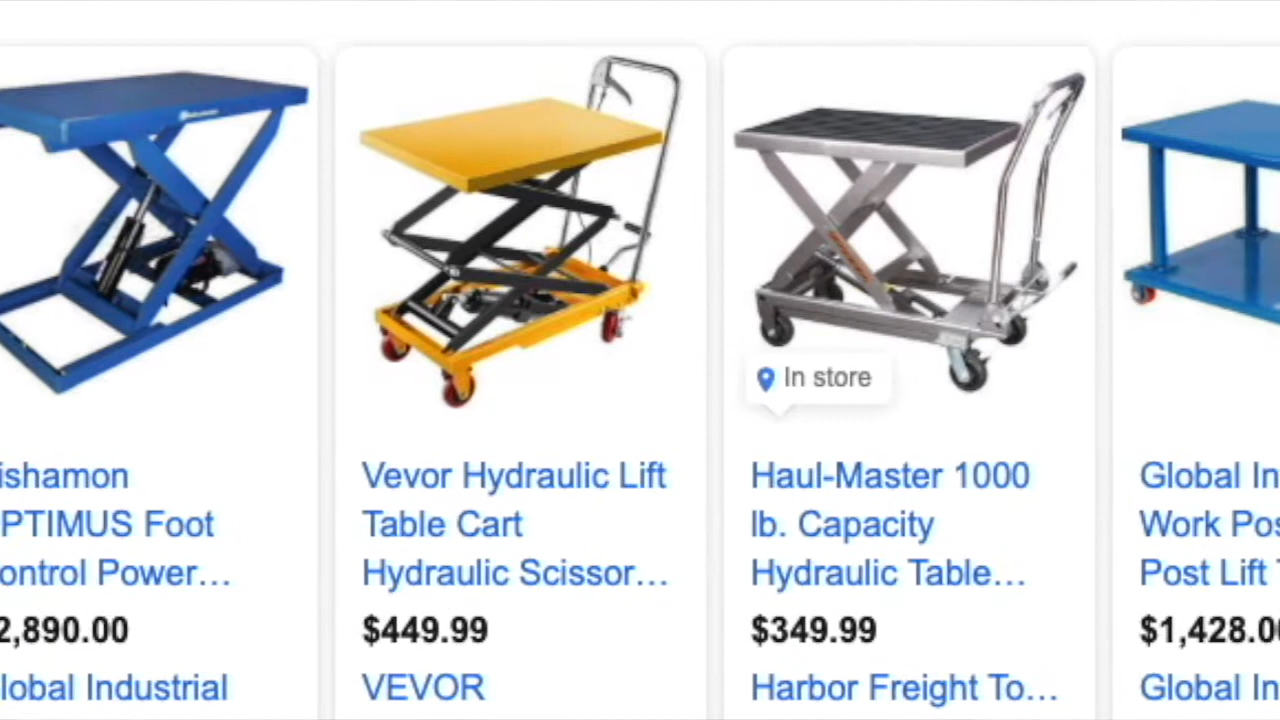 ishamon
PTIMUS Foot
ontrol Power...
2,890.00
lobal Industrial
Vevor Hydraulic Lift
Table Cart
Hydraulic Scissor...
$449.99
VEVOR
In store
Haul-Master 1000
lb. Capacity
Hydraulic Table...
$349.99
Harbor Freight To...
Global In
Work Pos
Post Lift
$1,428.00
Global In